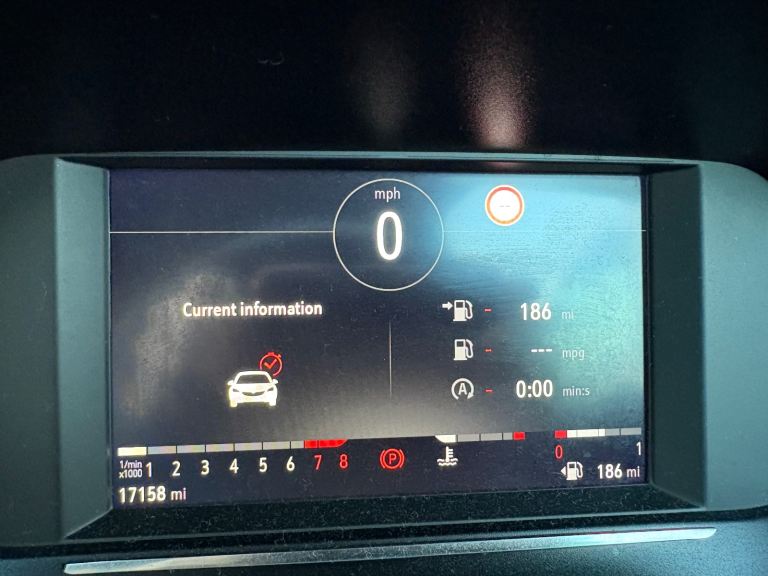 mph
0
--
Current information
186 mi
--- mpg
A
0:00 min:s
1/min
x1000
1 2 3 4 5 6 7 8
P
0 1
186 mi
17158 mi